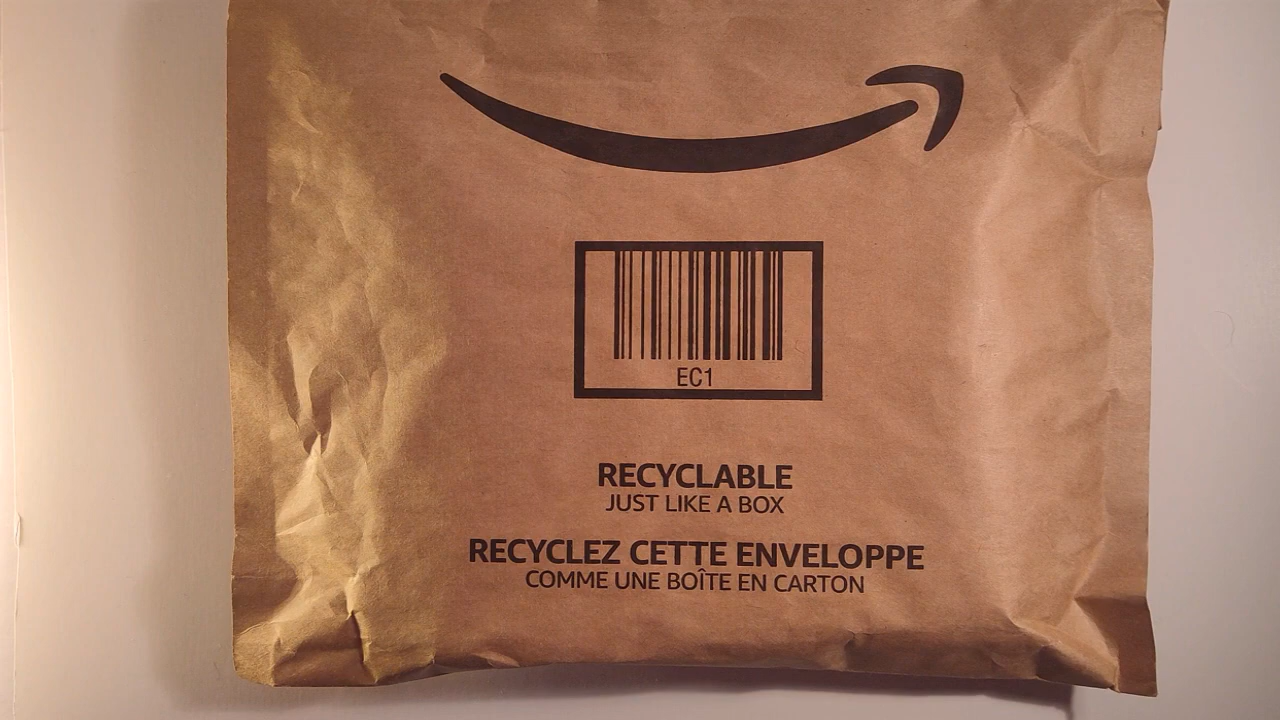 EC1
RECYCLABLE
JUST LIKE A BOX
RECYCLEZ CETTE ENVELOPPE
COMME UNE BOÎTE EN CARTON